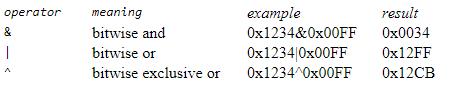 operator meaning example result
& bitwise and 0x1234&0x00FF 0x0034
| bitwise or 0x1234|0x00FF 0x12FF
^ bitwise exclusive or 0x1234^0x00FF 0x12CB